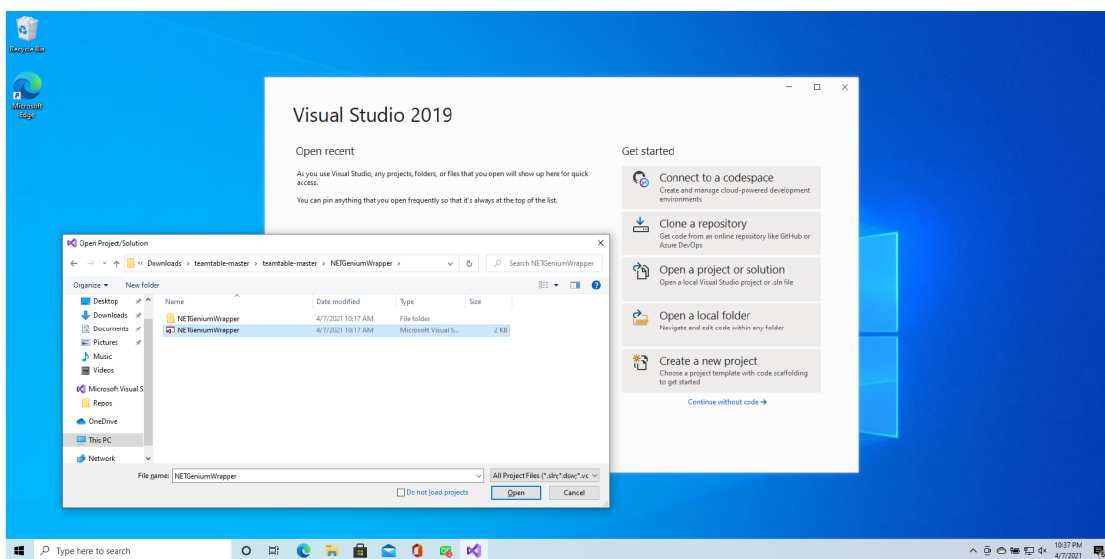 Recycle Bin
Microsoft
Edge
Visual Studio 2019
Open recent
As you use Visual Studio, any projects, folders, or files that you open will show up here for quick
access.
You can pin anything that you open frequently so that it's always at the top of the list.
Get started
Connect to a codespace
Create and manage cloud-powered development
environments
Clone a repository
Get code from an online repository like GitHub or
Azure DevOps
Open a project or solution
Open a local Visual Studio project or .sln file
Open a local folder
Navigate and edit code within any folder
Create a new project
Choose a project template with code scaffolding
to get started
Continue without code →
Open Project/Solution
« Downloads > teamtable-master > teamtable-master > NETGeniumWrapper >
Search NETGeniumWrapper
Organize New folder
Name Date modified Type Size
Desktop
Downloads
Documents
Pictures
Music
Videos
Microsoft Visual S
Repos
OneDrive
This PC
Network
NETGeniumWrapper 4/7/2021 10:17 AM File folder
NETGeniumWrapper 4/7/2021 10:17 AM Microsoft Visual S... 2 KB
File name: NETGeniumWrapper All Project Files (*.sln;*.dsw;*.vc
Do not load projects Open Cancel
Type here to search
10:37 PM
4/7/2021